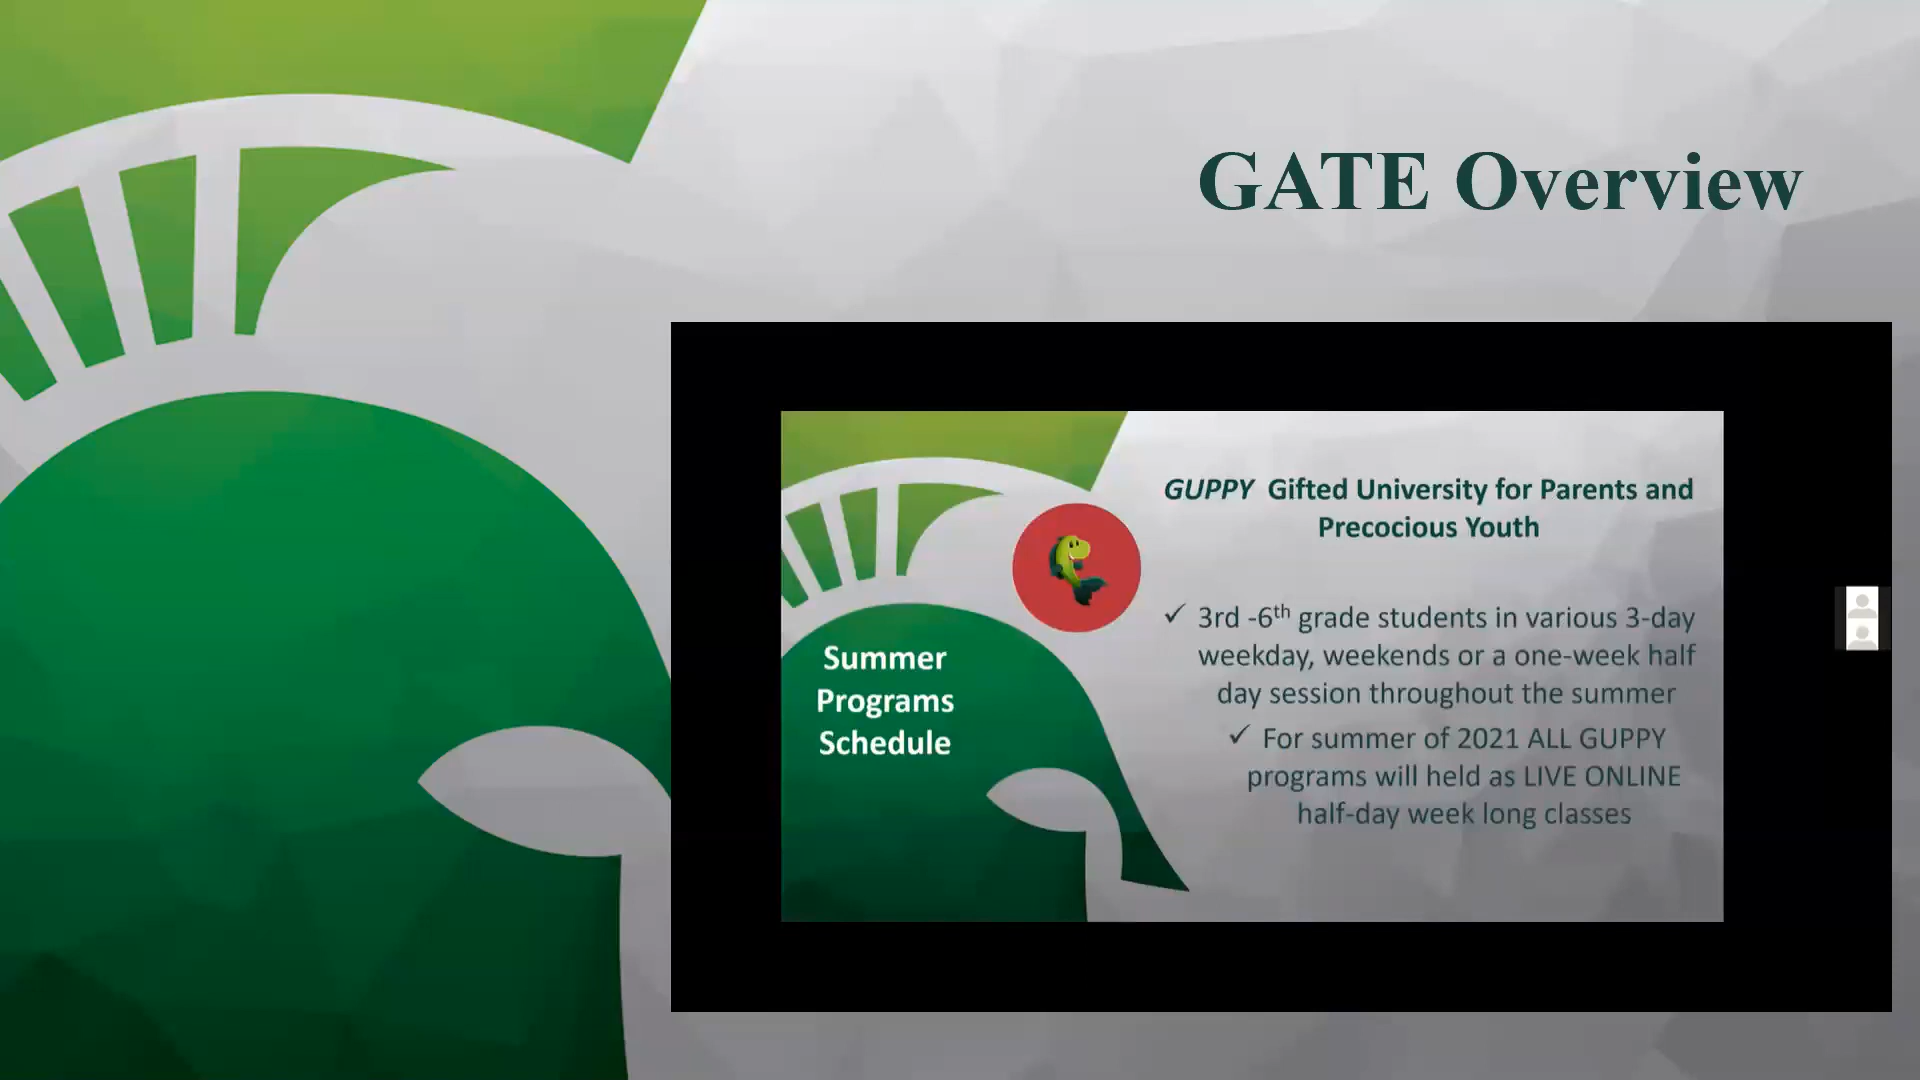 GATE Overview
GUPPY Gifted University for Parents and
Precocious Youth
✓ 3rd -6th grade students in various 3-day
weekday, weekends or a one-week half
day session throughout the summer
✓ For summer of 2021 ALL GUPPY
programs will held as LIVE ONLINE
half-day week long classes
Summer
Programs
Schedule